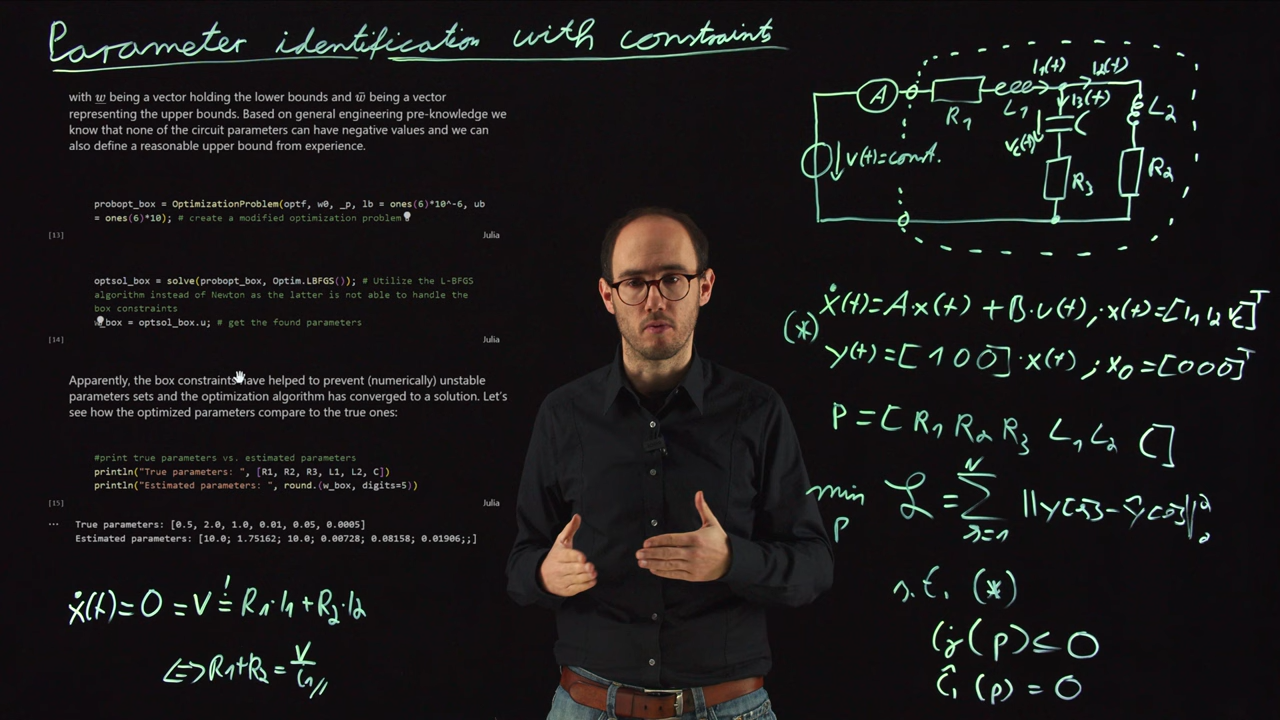 Parameter identification with constraints
with w being a vector holding the lower bounds and w̄ being a vector
representing the upper bounds. Based on general engineering pre-knowledge we
know that none of the circuit parameters can have negative values and we can
also define a reasonable upper bound from experience.
probopt_box = OptimizationProblem(optf, w0, _p, lb = ones(6)*10^-6, ub
= ones(6)*10); # create a modified optimization problem
[13]
Julia
optsol_box = solve(probopt_box, Optim.LBFGS()); # Utilize the L-BFGS
algorithm instead of Newton as the latter is not able to handle the
box constraints
w_box = optsol_box.u; # get the found parameters
[14]
Julia
Apparently, the box constraints have helped to prevent (numerically) unstable
parameters sets and the optimization algorithm has converged to a solution. Let's
see how the optimized parameters compare to the true ones:
#print true parameters vs. estimated parameters
println("True parameters: ", [R1, R2, R3, L1, L2, C])
println("Estimated parameters: ", round.(w_box, digits=5))
[15]
Julia
... True parameters: [0.5, 2.0, 1.0, 0.01, 0.05, 0.0005]
Estimated parameters: [10.0; 1.75162; 10.0; 0.00728; 0.08158; 0.01906;;]
ẋ(t) = 0 = V =! R₁·i₁ + R₂·i₂
⇔ R₁+R₂ = V/i₁
A
R₁
L₁
i₁(t)
i₂(t)
i₃(t)
L₂
C
Vc(t)
V(t)=const.
R₃
R₂
(*) ẋ(t) = A·x(t) + B·u(t), x(t) = [i₁ i₂ Vc]ᵀ
y(t) = [1 0 0]·x(t) ; x₀ = [0 0 0]ᵀ
P = [R₁ R₂ R₃ L₁ L₂ C]
min P ℒ = Σ N ||y[k] - ŷ[k]||₂²
s.t. (*)
(p) ≤ 0
(p) = 0